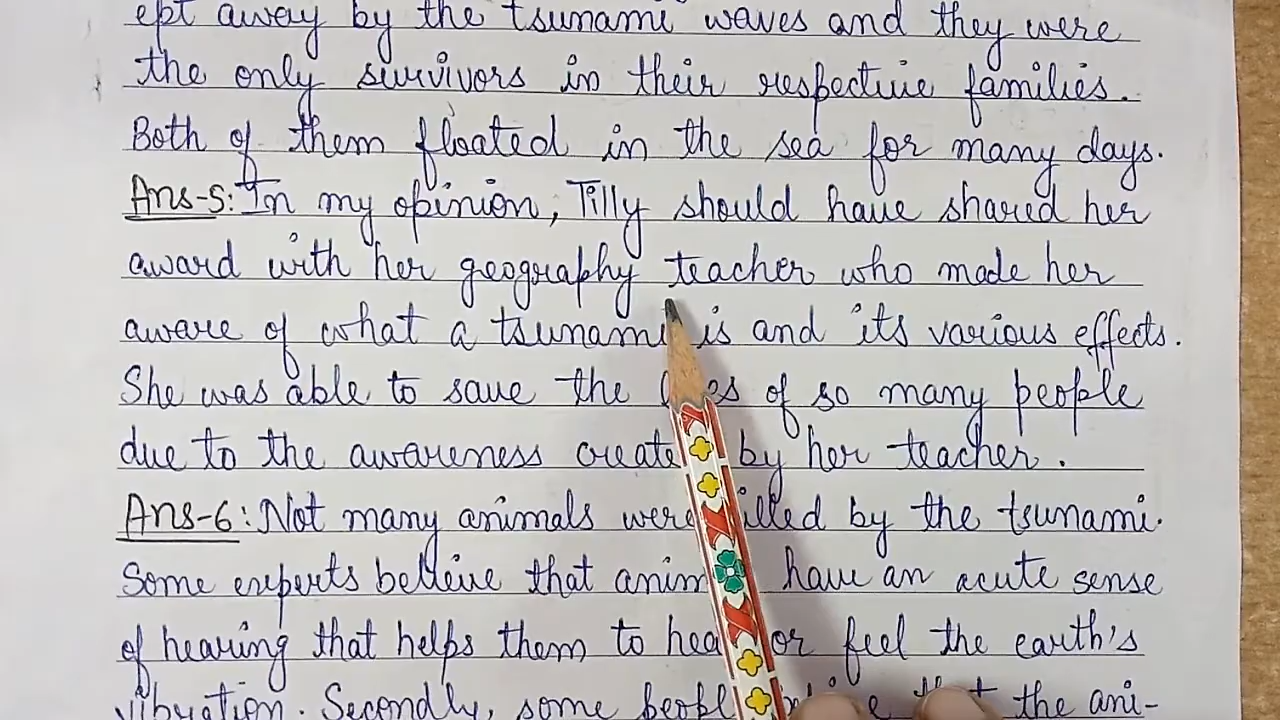 ept away by the tsunami waves and they were
the only survivors in their respective families.
Both of them floated in the sea for many days.
Ans-5: In my opinion, Tilly should have shared her
award with her geography teacher who made her
aware of what a tsunami is and its various effects.
She was able to save the of so many people
due to the awareness by her teacher.
Ans-6: Not many animals were by the tsunami.
Some experts believe that have an acute sense
of hearing that helps them to or feel the earth's
vibration. Secondly, some the ani-